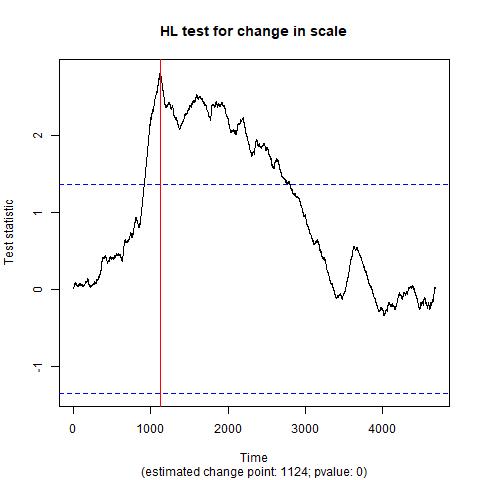 HL test for change in scale
Test statistic
2
1
0
-1
0 1000 2000 3000 4000
Time
(estimated change point: 1124; pvalue: 0)